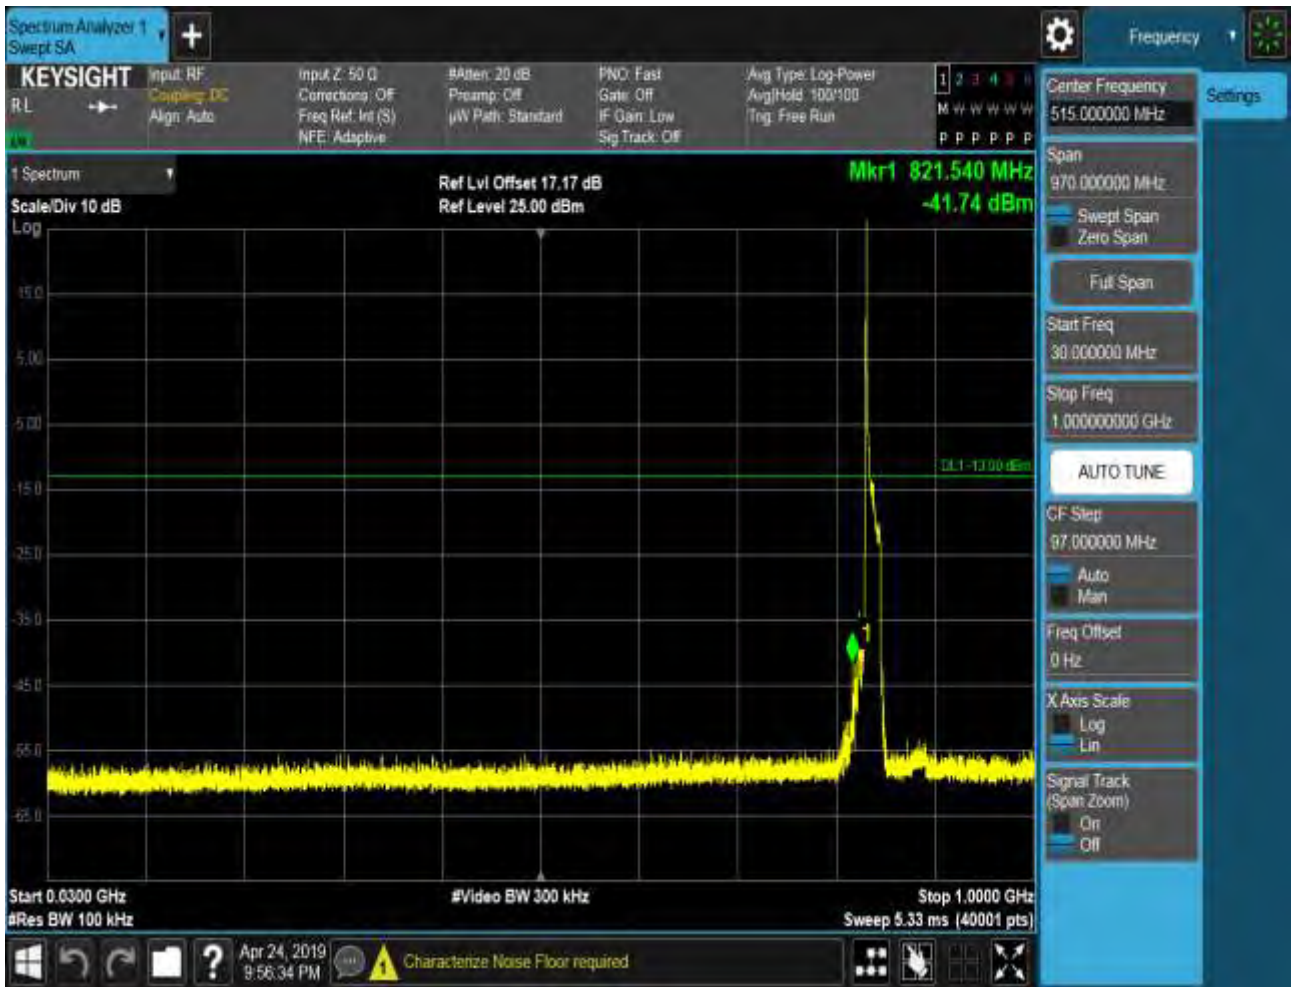 Spectrum Analyzer 1
Swept SA
Frequency
KEYSIGHT
RL
Input: RF
Coupling: DC
Align: Auto
Input Z: 50 Ω
Corrections: Off
Freq Ref: Int (S)
NFE: Adaptive
#Atten: 20 dB
Preamp: Off
µW Path: Standard
PNO: Fast
Gate: Off
IF Gain: Low
Sig Track: Off
Avg Type: Log-Power
Avg|Hold: 100/100
Trig: Free Run
1 2 3 4 5 6
M W W W W W
P P P P P P
Center Frequency
515.000000 MHz
Settings
1 Spectrum
Scale/Div 10 dB
Log
Ref Lvl Offset 17.17 dB
Ref Level 25.00 dBm
Mkr1 821.540 MHz
-41.74 dBm
Span
970.000000 MHz
Swept Span
Zero Span
Full Span
Start Freq
30.000000 MHz
Stop Freq
1.000000000 GHz
AUTO TUNE
CF Step
97.000000 MHz
Auto
Man
Freq Offset
0 Hz
X Axis Scale
Log
Lin
Signal Track
(Span Zoom)
On
Off
15.0
5.00
-5.00
DL1 -13.00 dBm
-15.0
-25.0
-35.0
-45.0
-55.0
-65.0
Start 0.0300 GHz
#Video BW 300 kHz
Stop 1.0000 GHz
#Res BW 100 kHz
Sweep 5.33 ms (40001 pts)
?
Apr 24, 2019
9:56:34 PM
Characterize Noise Floor required